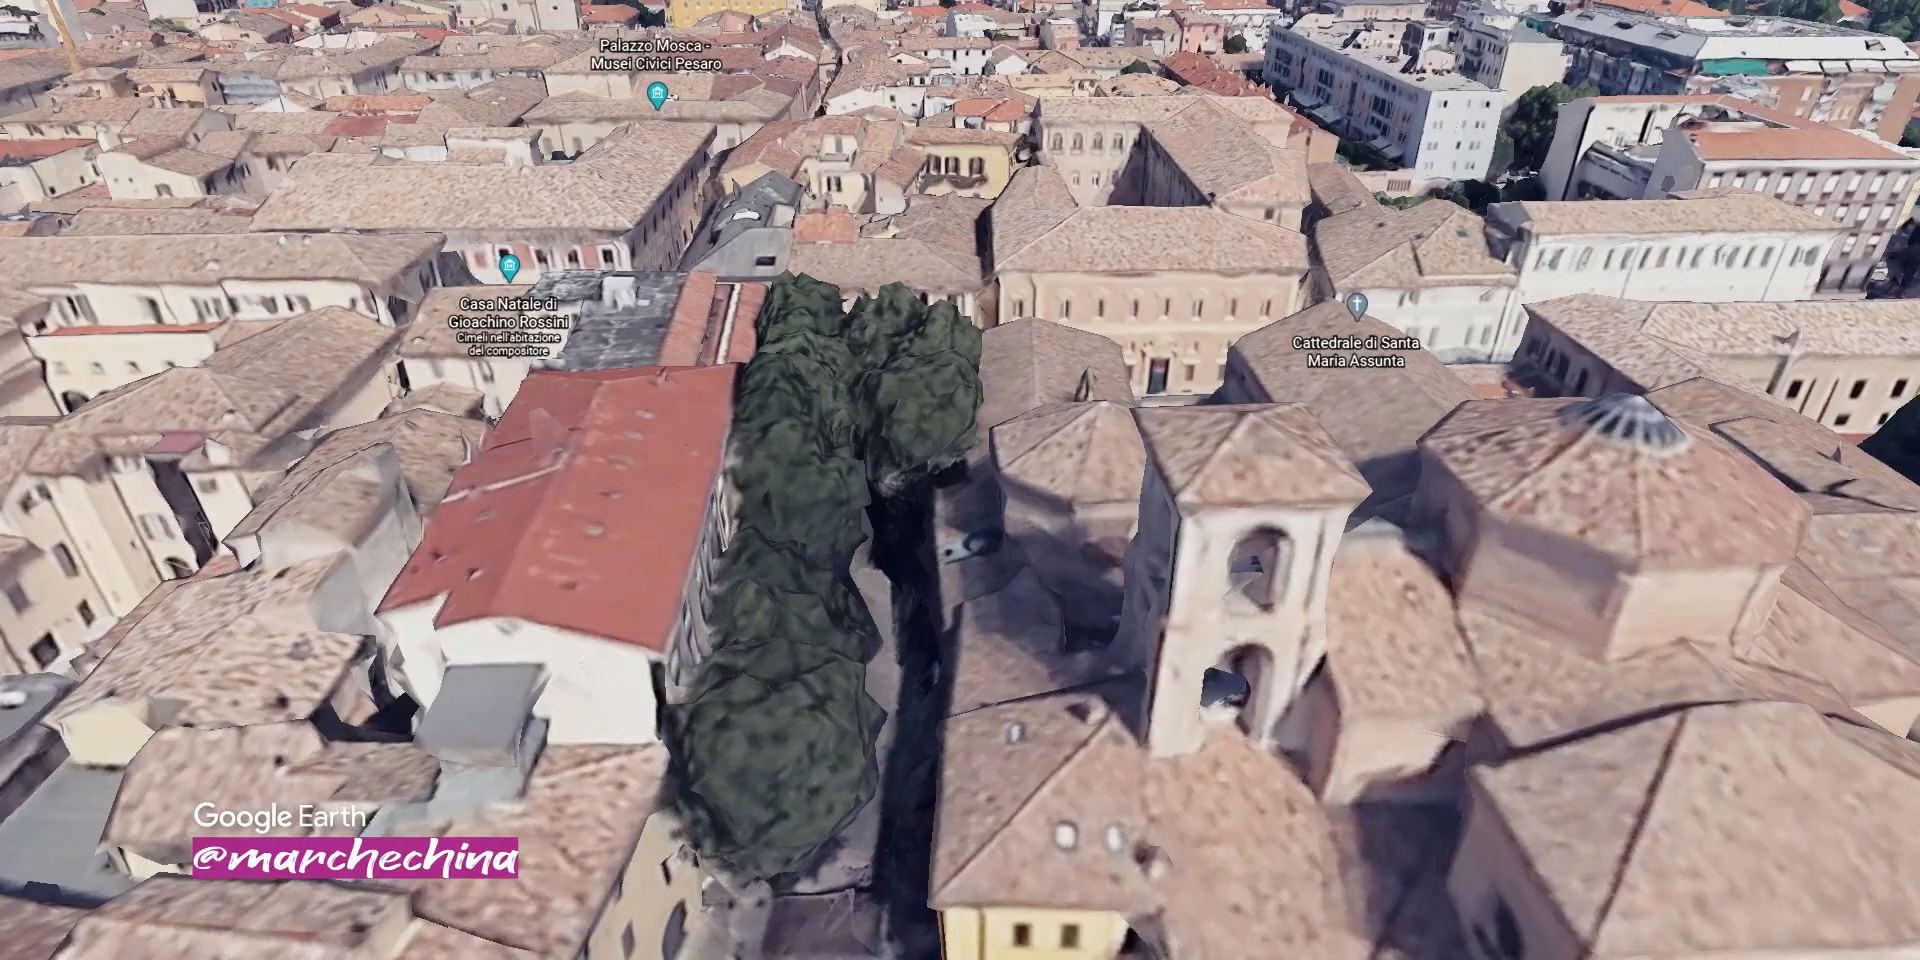 Palazzo Mosca -
Musei Civici Pesaro
Casa Natale di
Gioachino Rossini
Cimeli nell'abitazione
del compositore
Cattedrale di Santa
Maria Assunta
Google Earth
@marchechina